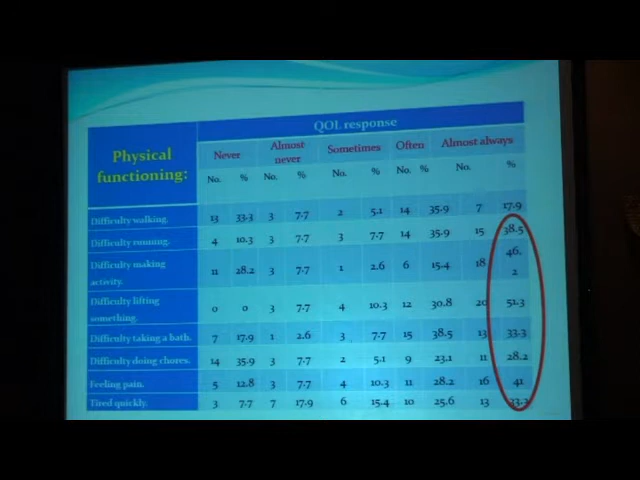 QOL response
Physical functioning:
Never Almost never Sometimes Often Almost always
No. % No. % No. % No. % No. %
Difficulty walking. 13 33.3 3 7.7 2 5.1 14 35.9 7 17.9
Difficulty running. 4 10.3 3 7.7 3 7.7 14 35.9 15 38.5
Difficulty making activity. 11 28.2 3 7.7 1 2.6 6 15.4 18 46.2
Difficulty lifting something. 0 0 3 7.7 4 10.3 12 30.8 20 51.3
Difficulty taking a bath. 7 17.9 1 2.6 3 7.7 15 38.5 13 33.3
Difficulty doing chores. 14 35.9 3 7.7 2 5.1 9 23.1 11 28.2
Feeling pain. 5 12.8 3 7.7 4 10.3 11 28.2 16 41
Tired quickly. 3 7.7 7 17.9 6 15.4 10 25.6 13 33.3